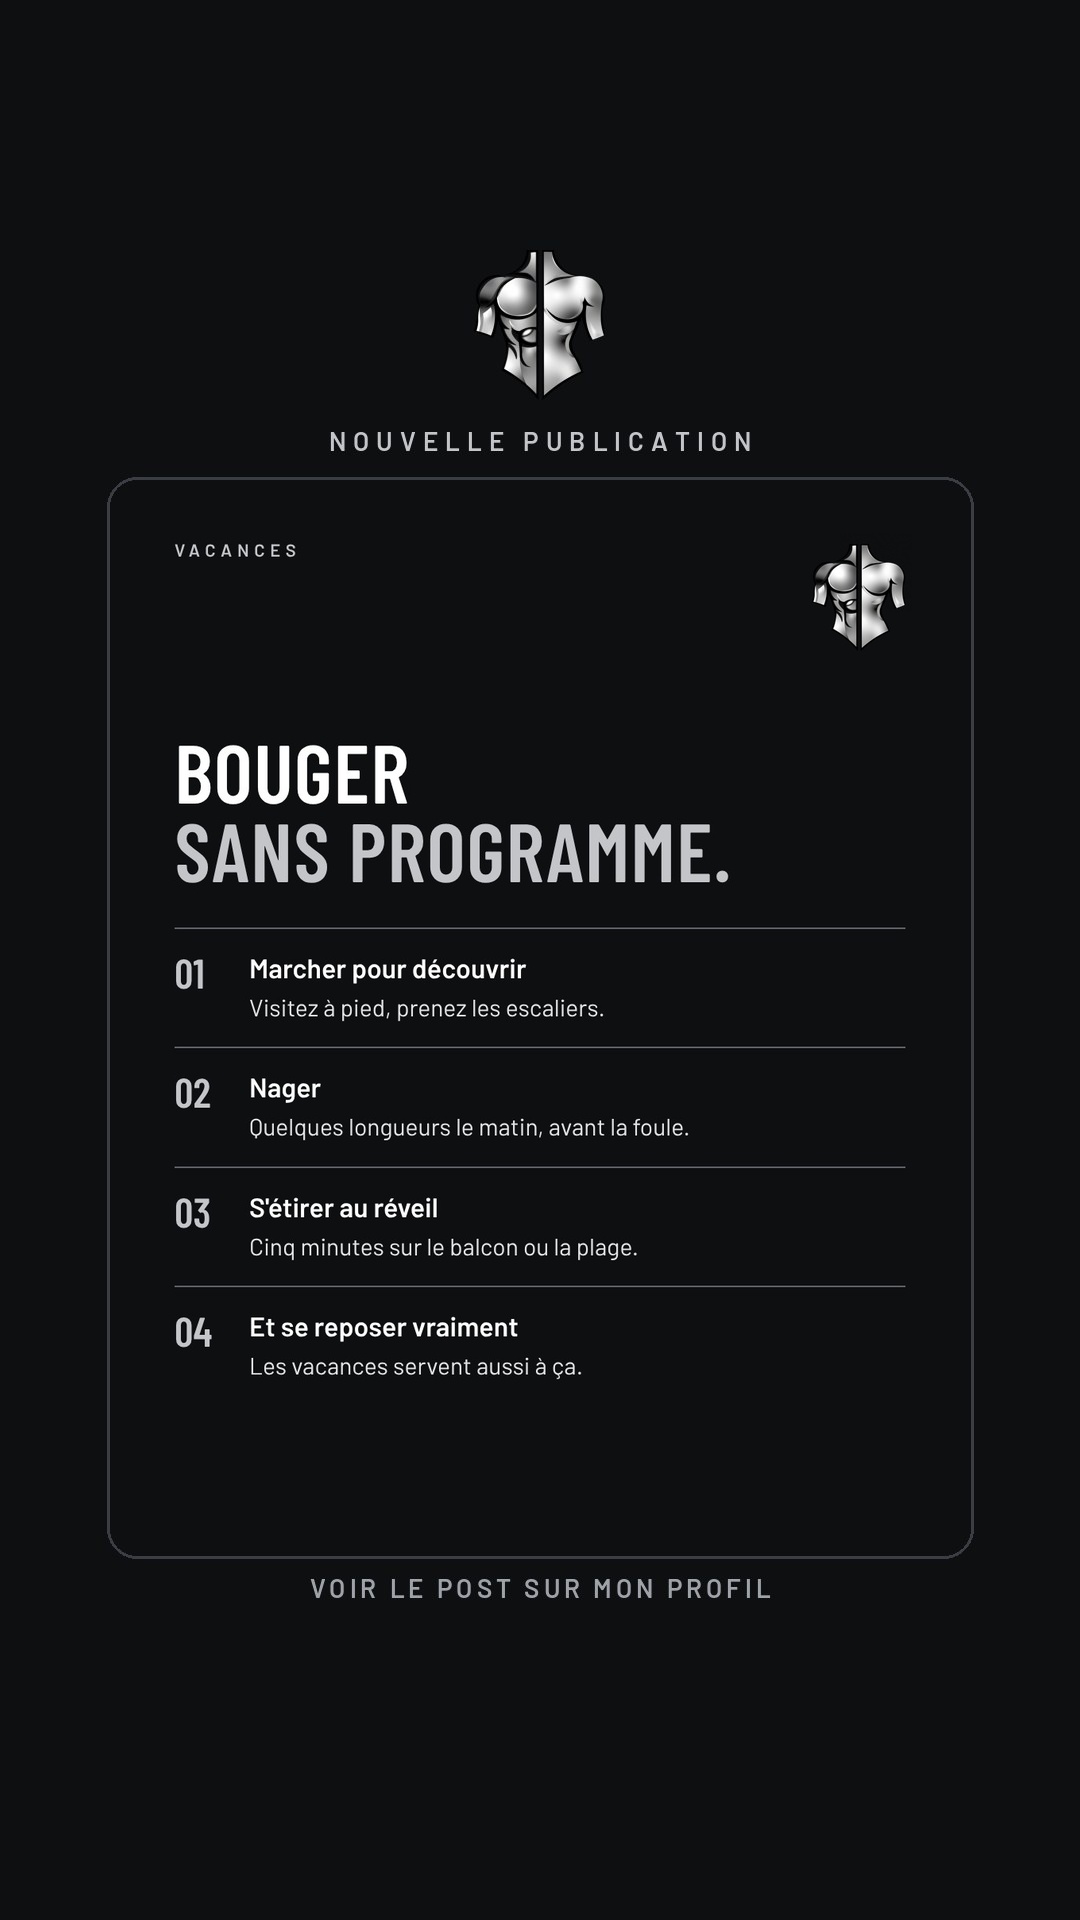 NOUVELLE PUBLICATION
VACANCES
BOUGER
SANS PROGRAMME.
01
Marcher pour découvrir
Visitez à pied, prenez les escaliers.
02
Nager
Quelques longueurs le matin, avant la foule.
03
S'étirer au réveil
Cinq minutes sur le balcon ou la plage.
04
Et se reposer vraiment
Les vacances servent aussi à ça.
VOIR LE POST SUR MON PROFIL